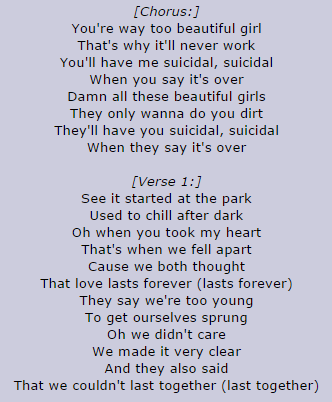 [Chorus:]
You're way too beautiful girl
That's why it'll never work
You'll have me suicidal, suicidal
When you say it's over
Damn all these beautiful girls
They only wanna do you dirt
They'll have you suicidal, suicidal
When they say it's over

[Verse 1:]
See it started at the park
Used to chill after dark
Oh when you took my heart
That's when we fell apart
Cause we both thought
That love lasts forever (lasts forever)
They say we're too young
To get ourselves sprung
Oh we didn't care
We made it very clear
And they also said
That we couldn't last together (last together)